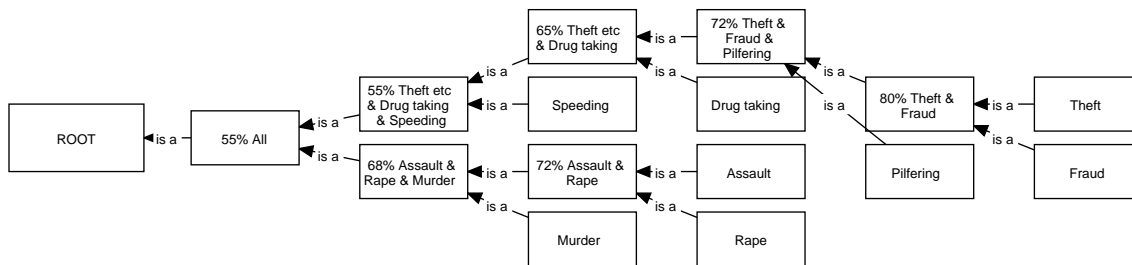 65% Theft etc
& Drug taking
is a
72% Theft &
Fraud &
Pilfering
is a
is a
is a
55% Theft etc
& Drug taking
& Speeding
is a
Speeding
Drug taking
is a
80% Theft &
Fraud
is a
Theft
ROOT
is a
55% All
is a
is a
is a
68% Assault &
Rape & Murder
is a
72% Assault &
Rape
is a
Assault
Pilfering
Fraud
is a
is a
Murder
Rape